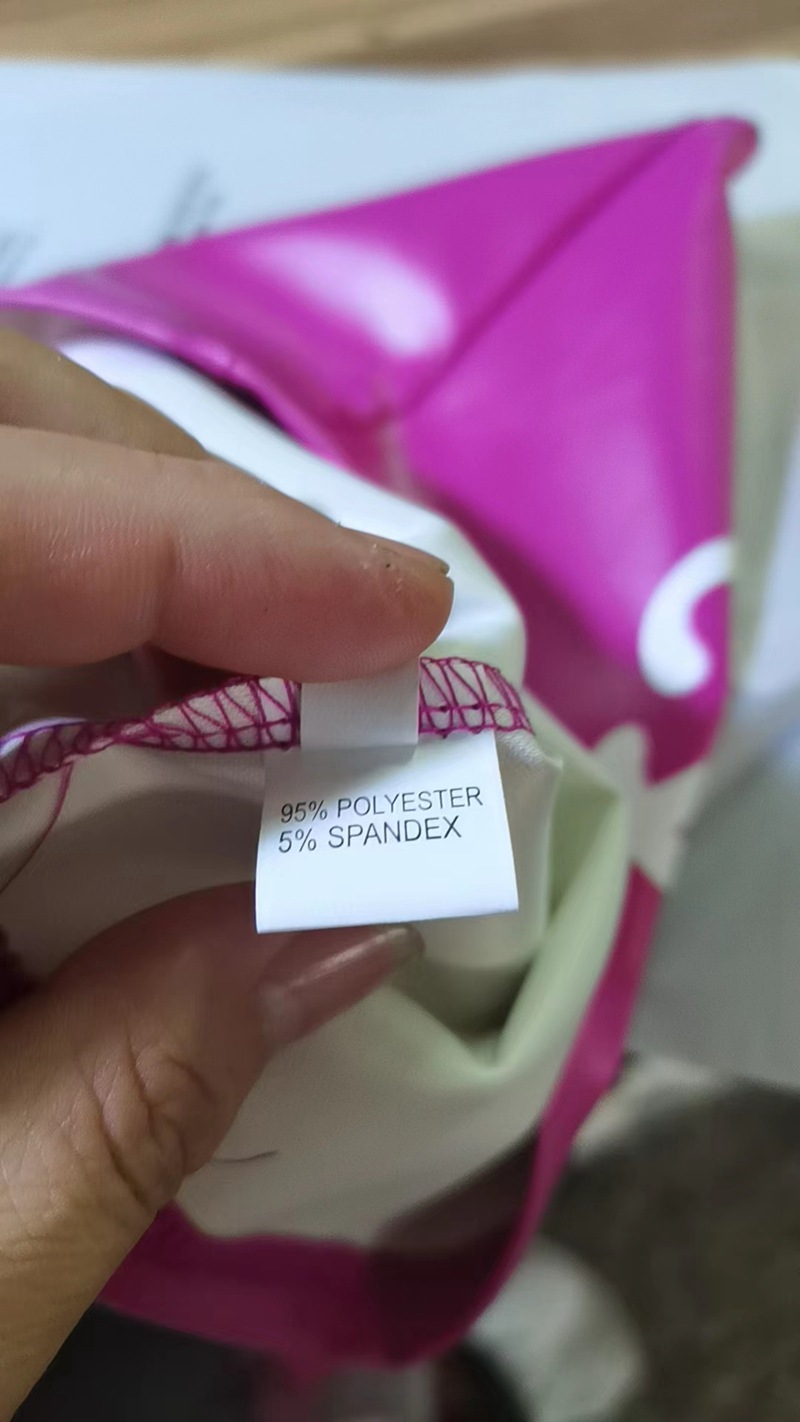 95% POLYESTER
5% SPANDEX